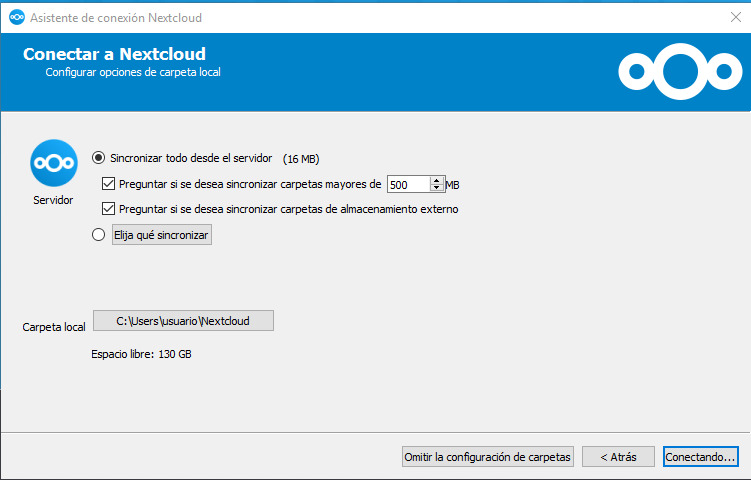 Asistente de conexión Nextcloud
Conectar a Nextcloud
Configurar opciones de carpeta local
Sincronizar todo desde el servidor (16 MB)
Preguntar si se desea sincronizar carpetas mayores de 500 MB
Servidor
Preguntar si se desea sincronizar carpetas de almacenamiento externo
Elija qué sincronizar
Carpeta local C:\Users\usuario\Nextcloud
Espacio libre: 130 GB
Omitir la configuración de carpetas < Atrás Conectando...